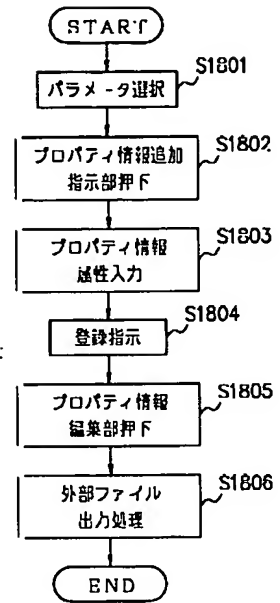 START
S1801
パラメータ選択
S1802
プロパティ情報追加
指示部押下
S1803
プロパティ情報
属性入力
S1804
登録指示
S1805
プロパティ情報
編集部押下
S1806
外部ファイル
出力処理
END